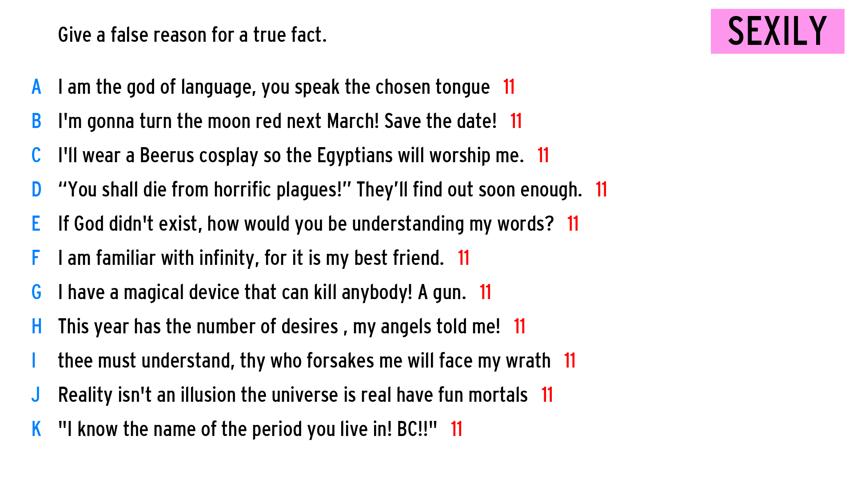 Give a false reason for a true fact.
SEXILY
A I am the god of language, you speak the chosen tongue 11
B I'm gonna turn the moon red next March! Save the date! 11
C I'll wear a Beerus cosplay so the Egyptians will worship me. 11
D “You shall die from horrific plagues!” They’ll find out soon enough. 11
E If God didn't exist, how would you be understanding my words? 11
F I am familiar with infinity, for it is my best friend. 11
G I have a magical device that can kill anybody! A gun. 11
H This year has the number of desires , my angels told me! 11
I thee must understand, thy who forsakes me will face my wrath 11
J Reality isn't an illusion the universe is real have fun mortals 11
K "I know the name of the period you live in! BC!!" 11